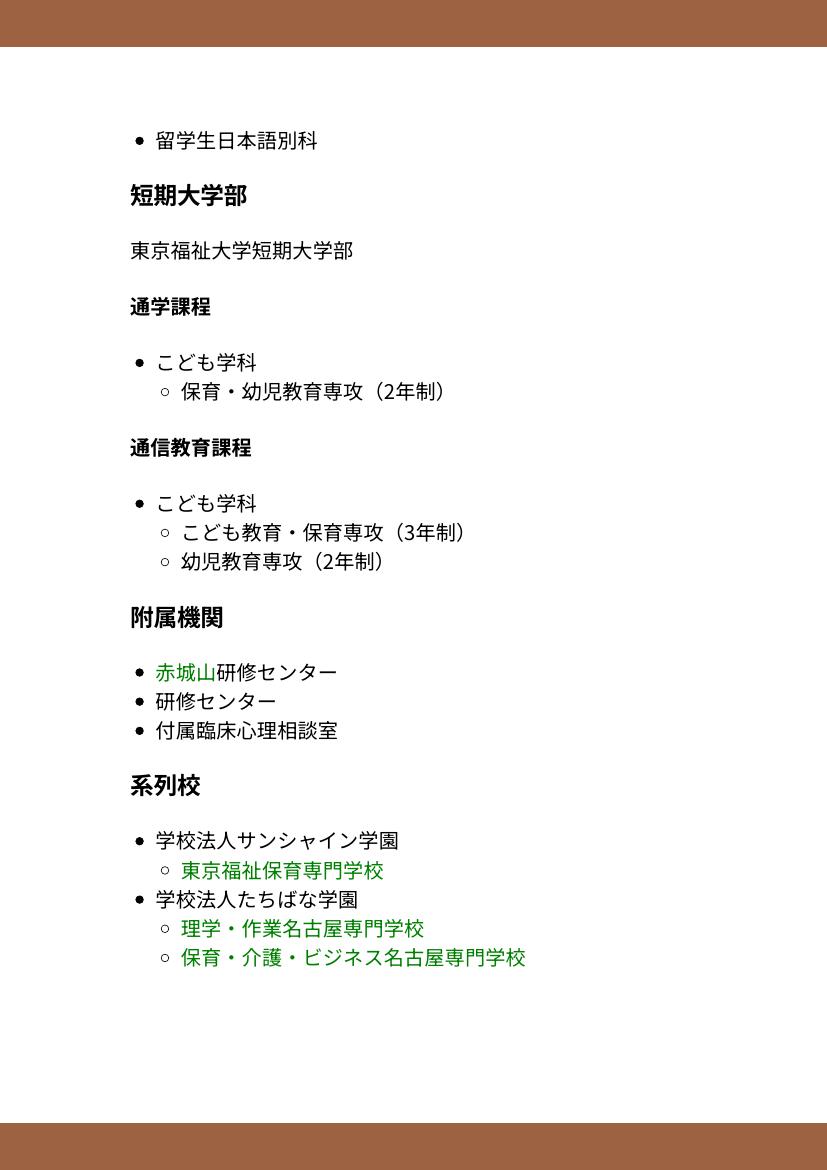 留学生日本語別科
短期大学部
東京福祉大学短期大学部
通学課程
こども学科
保育・幼児教育専攻（2年制）
通信教育課程
こども学科
こども教育・保育専攻（3年制）
幼児教育専攻（2年制）
附属機関
赤城山研修センター
研修センター
付属臨床心理相談室
系列校
学校法人サンシャイン学園
東京福祉保育専門学校
学校法人たちばな学園
理学・作業名古屋専門学校
保育・介護・ビジネス名古屋専門学校